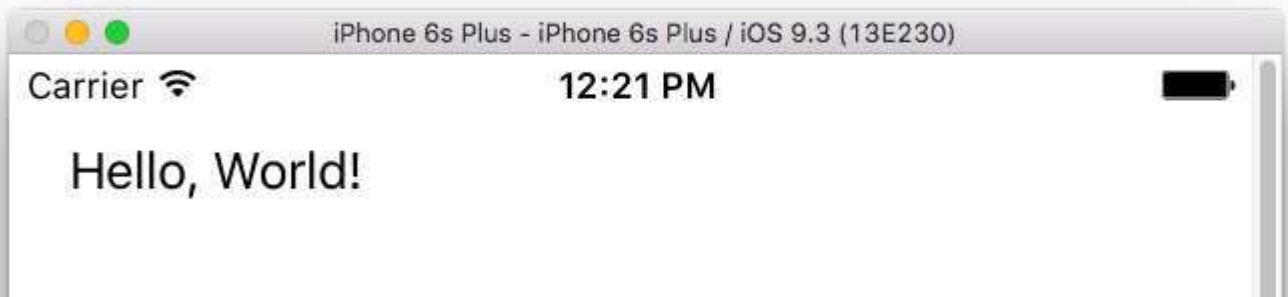 iPhone 6s Plus - iPhone 6s Plus / iOS 9.3 (13E230)
Carrier 12:21 PM
Hello, World!